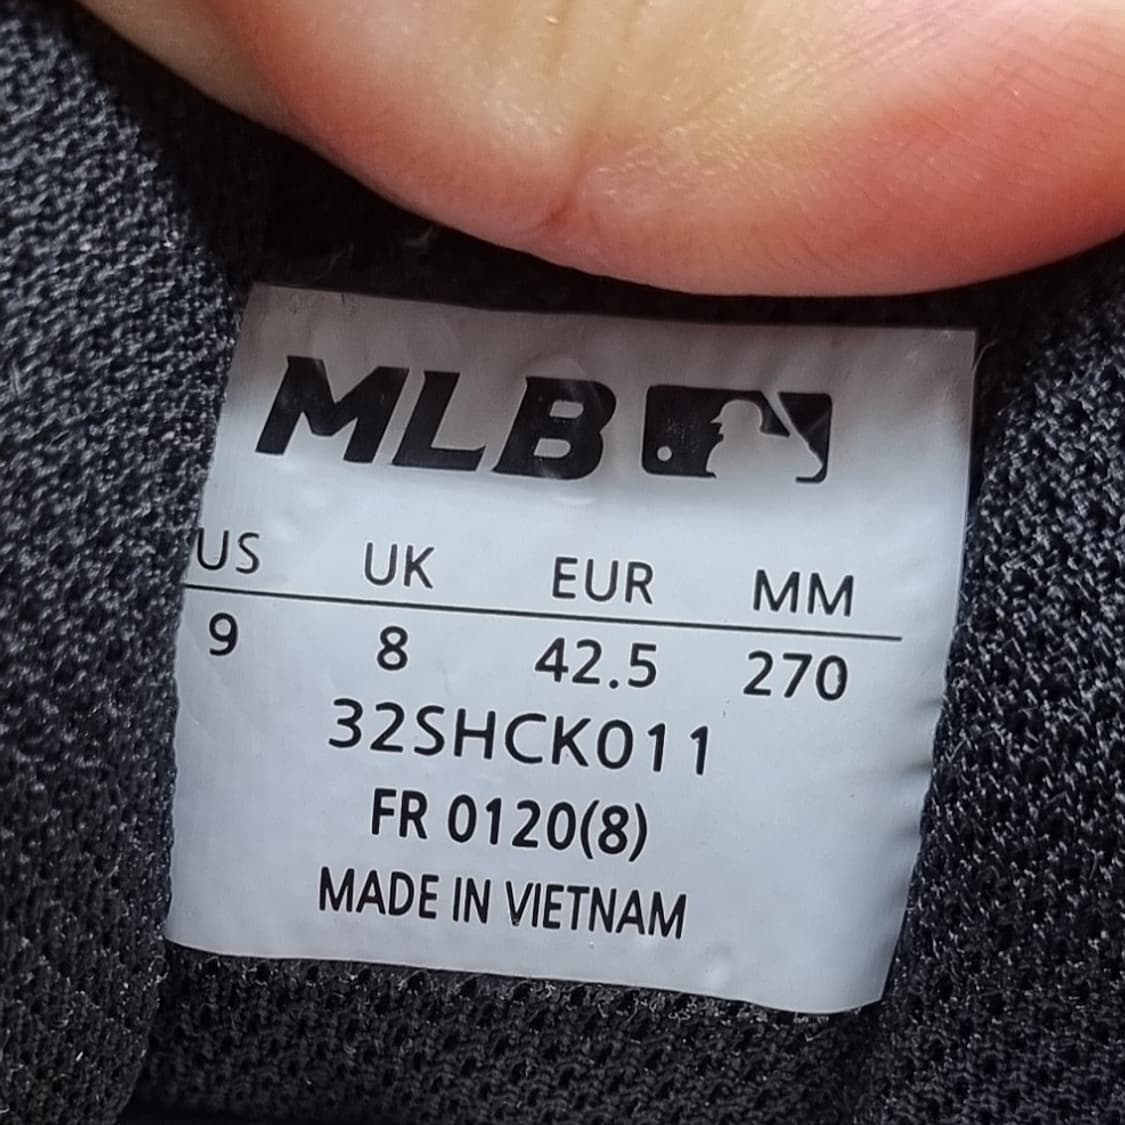 MLB
US UK EUR MM
9 8 42.5 270
32SHCK011
FR 0120(8)
MADE IN VIETNAM